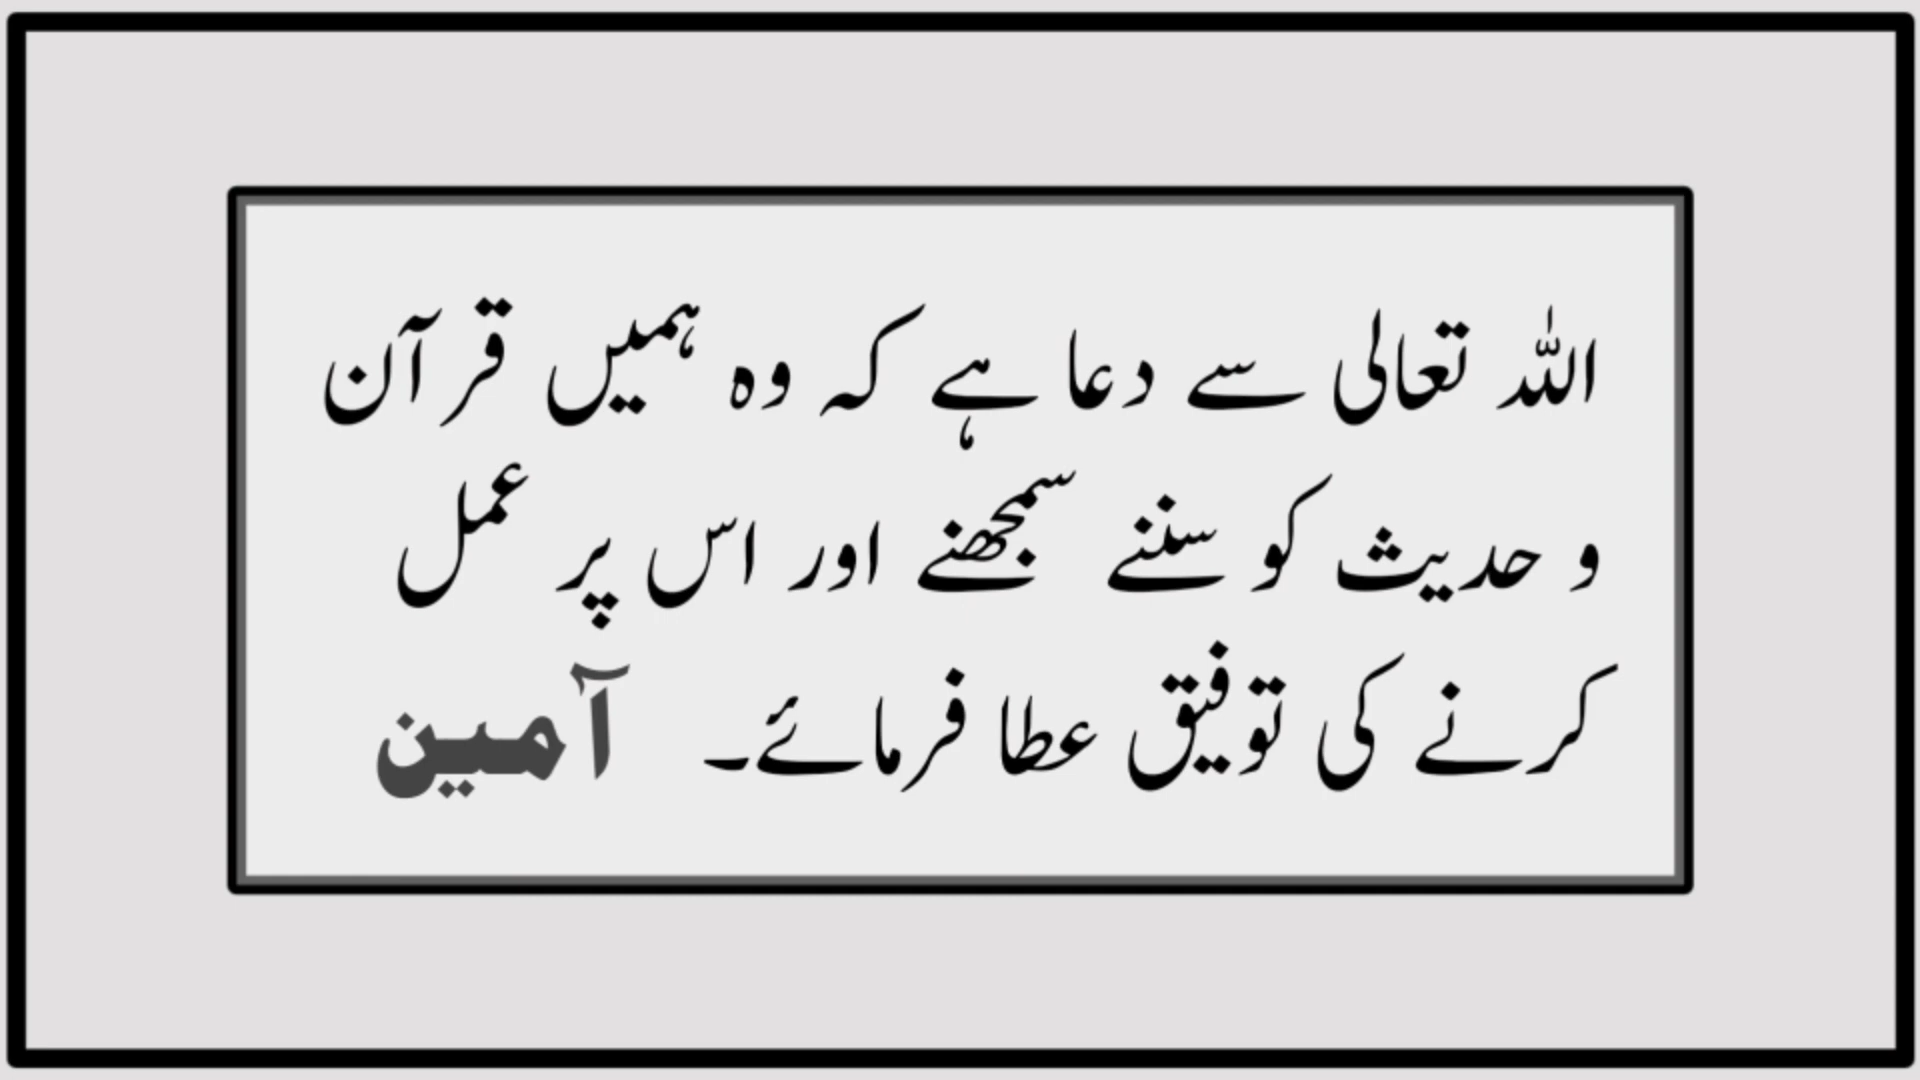 اللہ تعالی سے دعا ہے کہ وہ ہمیں قرآن
و حدیث کو سننے سمجھنے اور اس پر عمل
کرنے کی توفیق عطا فرمائے۔ آمین